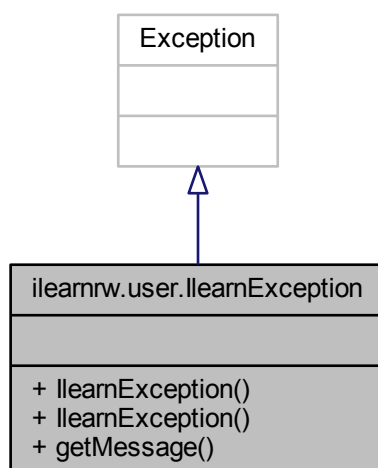 Exception
ilearnrw.user.IlearnException
+ IlearnException()
+ IlearnException()
+ getMessage()